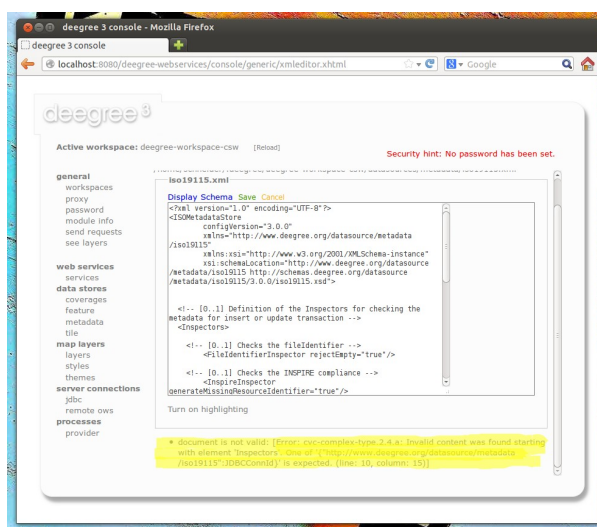 deegree 3 console - Mozilla Firefox
deegree 3 console
localhost:8080/deegree-webservices/console/generic/xmleditor.xhtml
Google
deegree 3
Active workspace: deegree-workspace-csw [Reload]
Security hint: No password has been set.
general
workspaces
proxy
password
module info
send requests
see layers
web services
services
data stores
coverages
feature
metadata
tile
map layers
layers
styles
themes
server connections
jdbc
remote ows
processes
provider
iso19115.xml
Display Schema Save Cancel
<?xml version="1.0" encoding="UTF-8"?>
<ISOMetadataStore
configVersion="3.0.0"
xmlns="http://www.deegree.org/datasource/metadata
/iso19115"
xmlns:xsi="http://www.w3.org/2001/XMLSchema-instance"
xsi:schemaLocation="http://www.deegree.org/datasource
/metadata/iso19115 http://schemas.deegree.org/datasource
/metadata/iso19115/3.0.0/iso19115.xsd">
<!-- [0..1] Definition of the Inspectors for checking the
metadata for insert or update transaction -->
<Inspectors>
<!-- [0..1] Checks the fileIdentifier -->
<FileIdentifierInspector rejectEmpty="true"/>
<!-- [0..1] Checks the INSPIRE compliance -->
<InspireInspector
generateMissingResourceIdentifier="true"/>
Turn on highlighting
document is not valid: [Error: cvc-complex-type.2.4.a: Invalid content was found starting
with element 'Inspectors'. One of '{"http://www.deegree.org/datasource/metadata
/iso19115":JDBCConnId}' is expected. (line: 10, column: 15)]